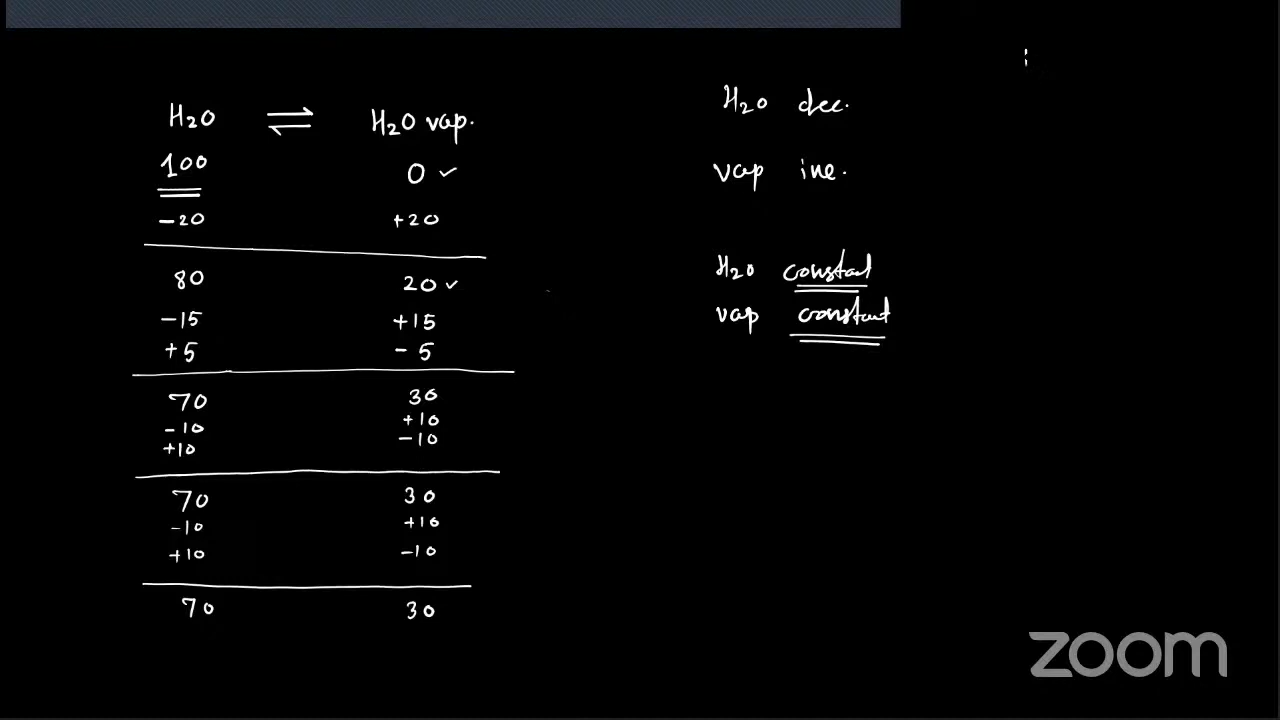 H₂O ⇌ H₂O vap.
100 0 ✓
-20 +20
80 20 ✓
-15 +15
+5 -5
70 30
-10 +10
+10 -10
70 30
-10 +10
+10 -10
70 30
H₂O dec.
vap inc.
H₂O constant
vap constant
zoom